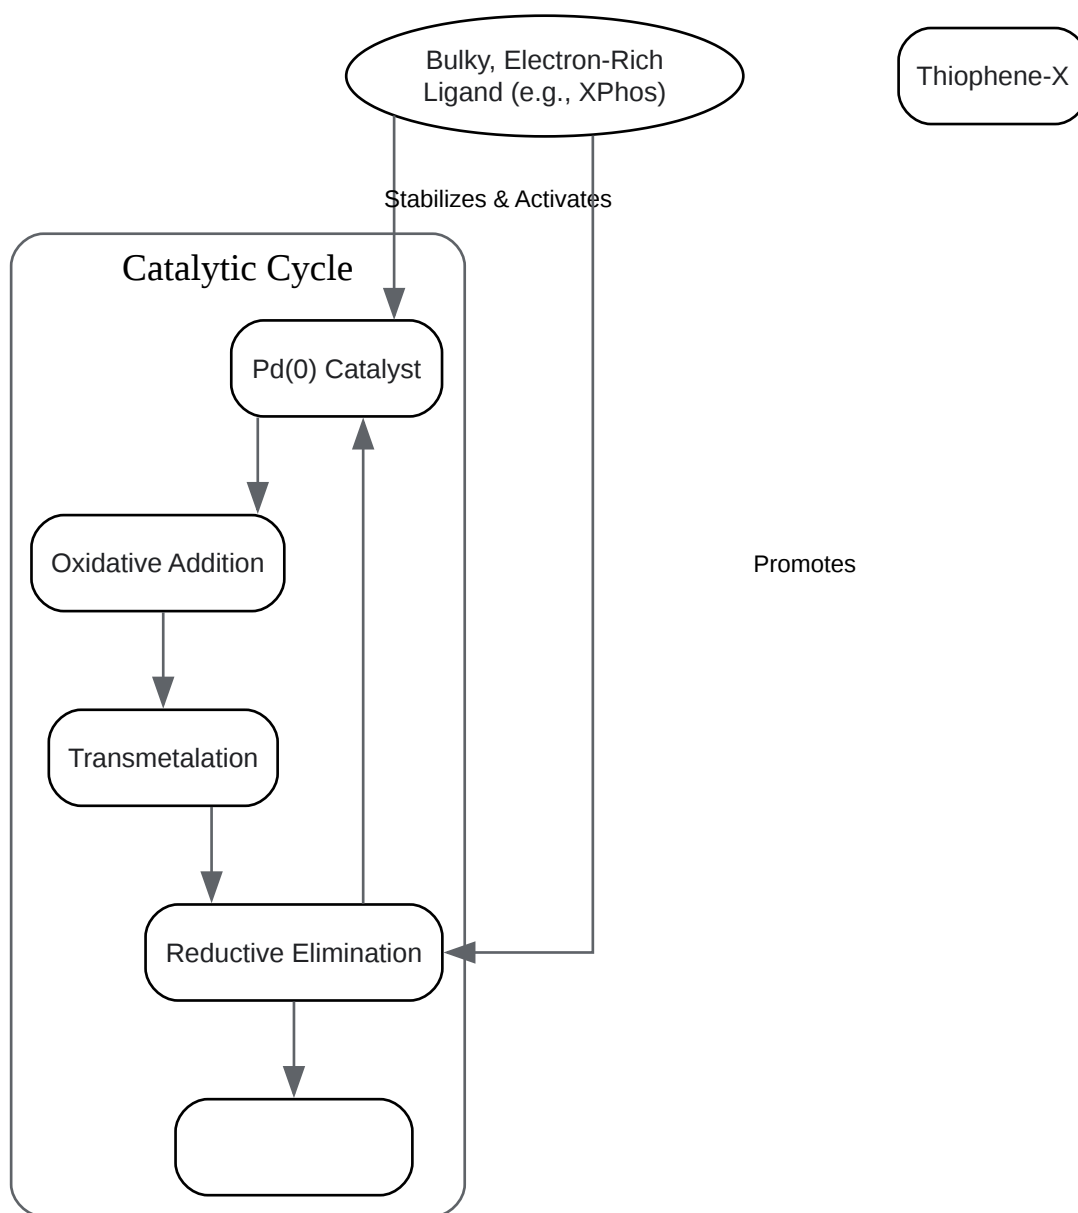 Bulky, Electron-Rich
Ligand (e.g., XPhos)
Thiophene-X
Stabilizes & Activates
Catalytic Cycle
Pd(0) Catalyst
Oxidative Addition
Promotes
Transmetalation
Reductive Elimination